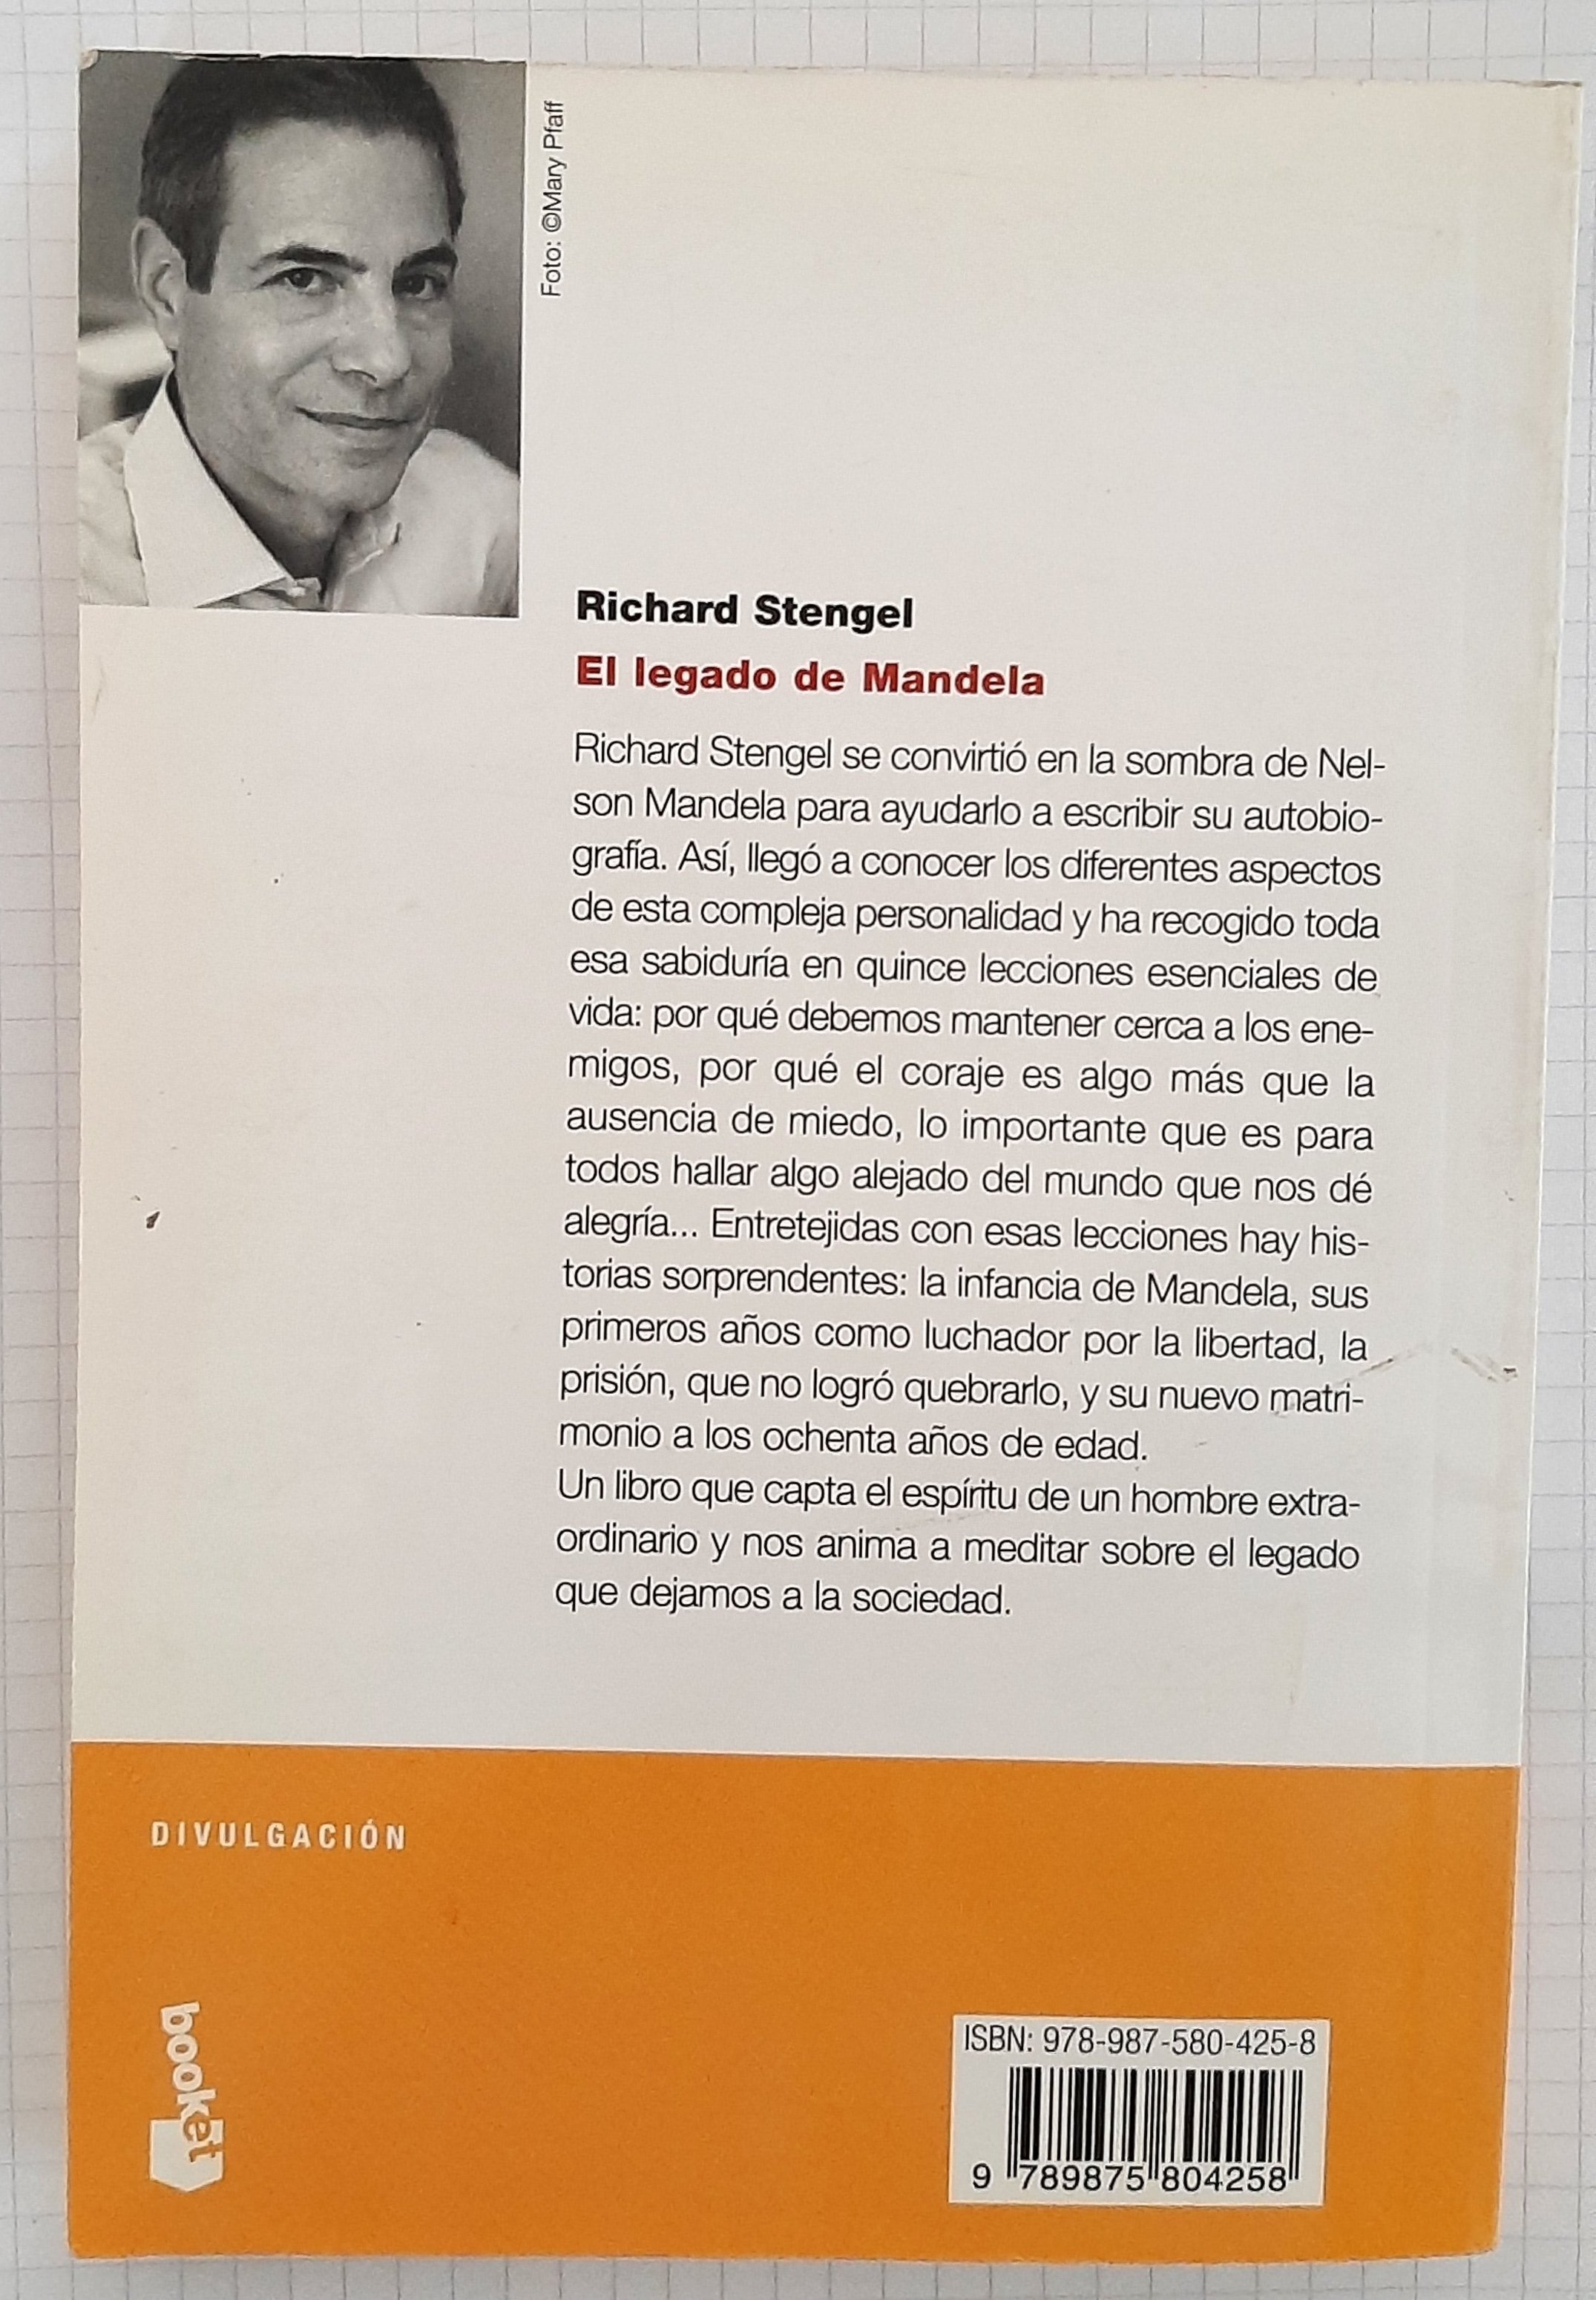 Foto: ©Mary Pfaff
Richard Stengel
El legado de Mandela
Richard Stengel se convirtió en la sombra de Nel-
son Mandela para ayudarlo a escribir su autobio-
grafía. Así, llegó a conocer los diferentes aspectos
de esta compleja personalidad y ha recogido toda
esa sabiduría en quince lecciones esenciales de
vida: por qué debemos mantener cerca a los ene-
migos, por qué el coraje es algo más que la
ausencia de miedo, lo importante que es para
todos hallar algo alejado del mundo que nos dé
alegría... Entretejidas con esas lecciones hay his-
torias sorprendentes: la infancia de Mandela, sus
primeros años como luchador por la libertad, la
prisión, que no logró quebrarlo, y su nuevo matri-
monio a los ochenta años de edad.
Un libro que capta el espíritu de un hombre extra-
ordinario y nos anima a meditar sobre el legado
que dejamos a la sociedad.
DIVULGACIÓN
booket
ISBN: 978-987-580-425-8
9 789875 804258